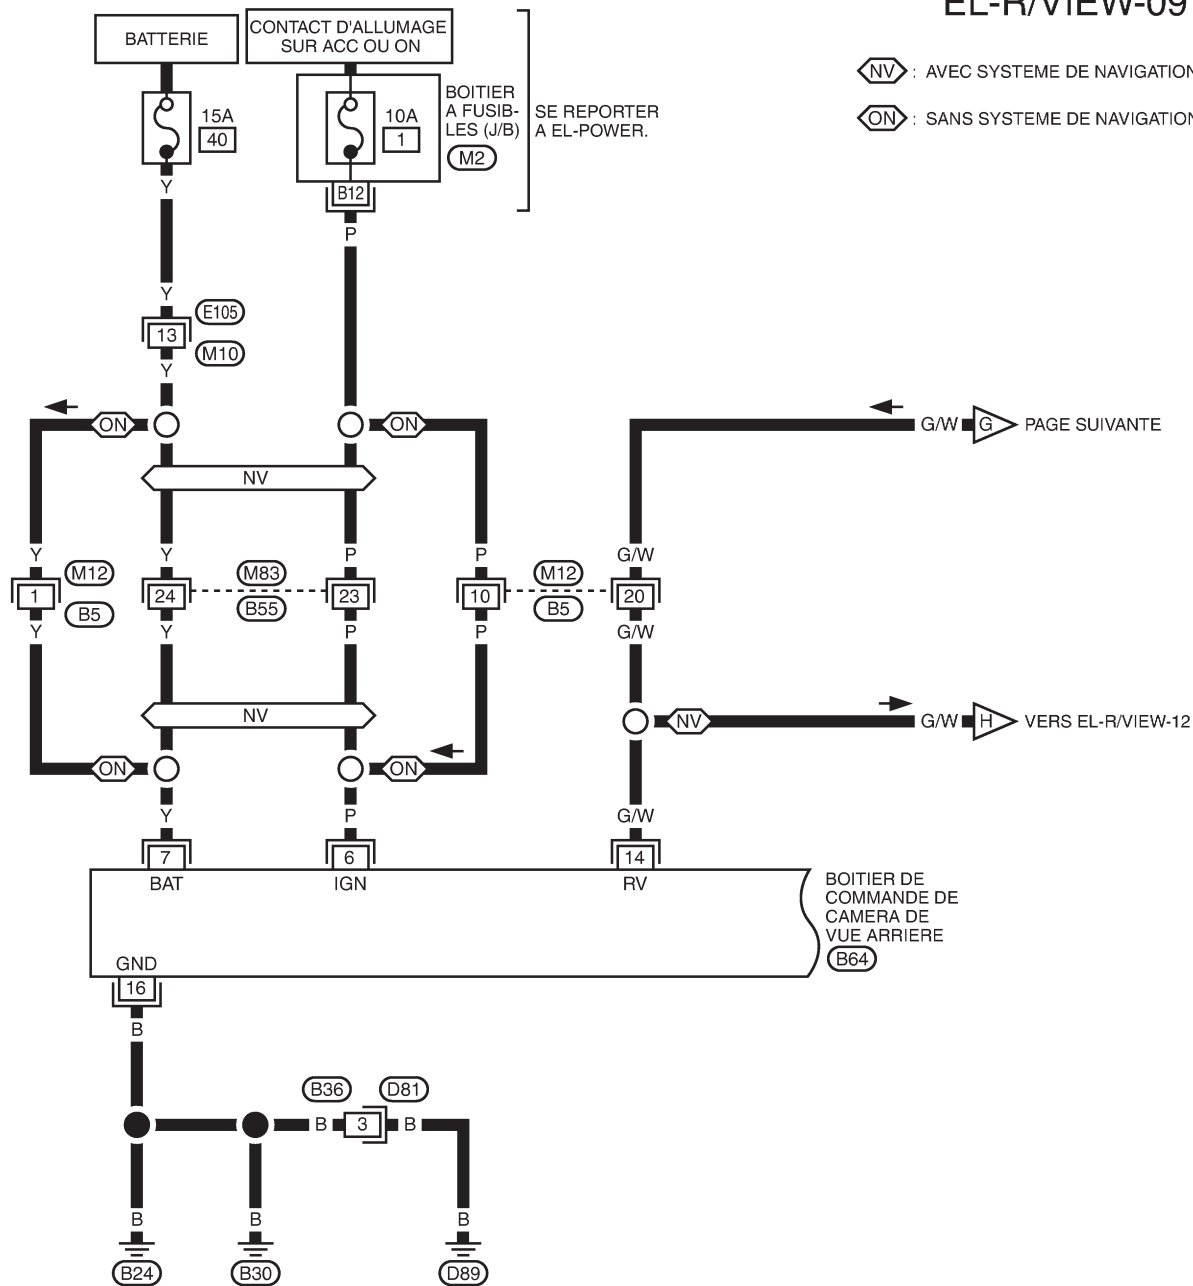 EL-R/VIEW-09
BATTERIE
CONTACT D'ALLUMAGE
SUR ACC OU ON
NV : AVEC SYSTEME DE NAVIGATION
ON : SANS SYSTEME DE NAVIGATION
15A
40
10A
1
BOITIER
A FUSIB-
LES (J/B)
M2
SE REPORTER
A EL-POWER.
B12
Y
P
Y
E105
13
M10
Y
ON
ON
G/W
G
PAGE SUIVANTE
NV
Y
Y
P
P
G/W
1
M12
B5
24
M83
B55
23
10
M12
B5
20
Y
Y
P
P
G/W
NV
NV
G/W
H
VERS EL-R/VIEW-12
ON
ON
Y
P
G/W
7
6
14
BAT
IGN
RV
BOITIER DE
COMMANDE DE
CAMERA DE
VUE ARRIERE
B64
GND
16
B
B36
D81
B
3
B
B
B
B
B24
B30
D89